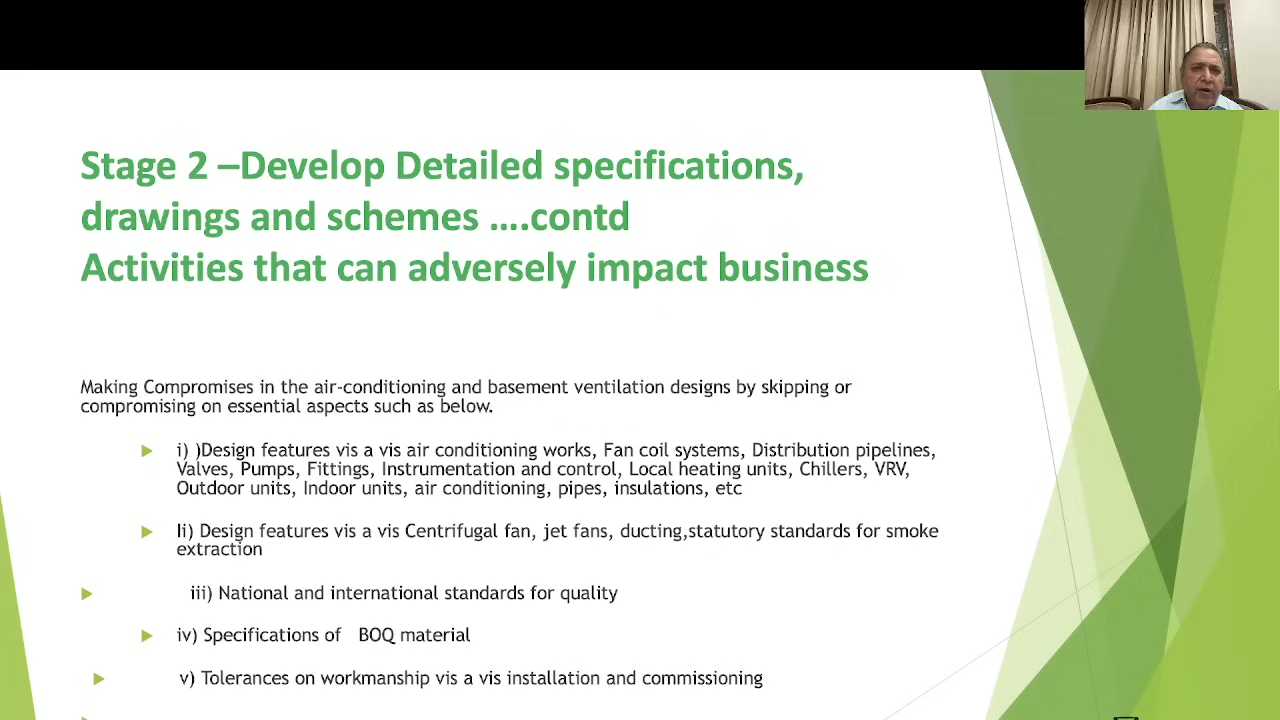 Stage 2 –Develop Detailed specifications,
drawings and schemes ....contd
Activities that can adversely impact business
Making Compromises in the air-conditioning and basement ventilation designs by skipping or
compromising on essential aspects such as below.
i) )Design features vis a vis air conditioning works, Fan coil systems, Distribution pipelines,
Valves, Pumps, Fittings, Instrumentation and control, Local heating units, Chillers, VRV,
Outdoor units, Indoor units, air conditioning, pipes, insulations, etc
Ii) Design features vis a vis Centrifugal fan, jet fans, ducting,statutory standards for smoke
extraction
iii) National and international standards for quality
iv) Specifications of BOQ material
v) Tolerances on workmanship vis a vis installation and commissioning